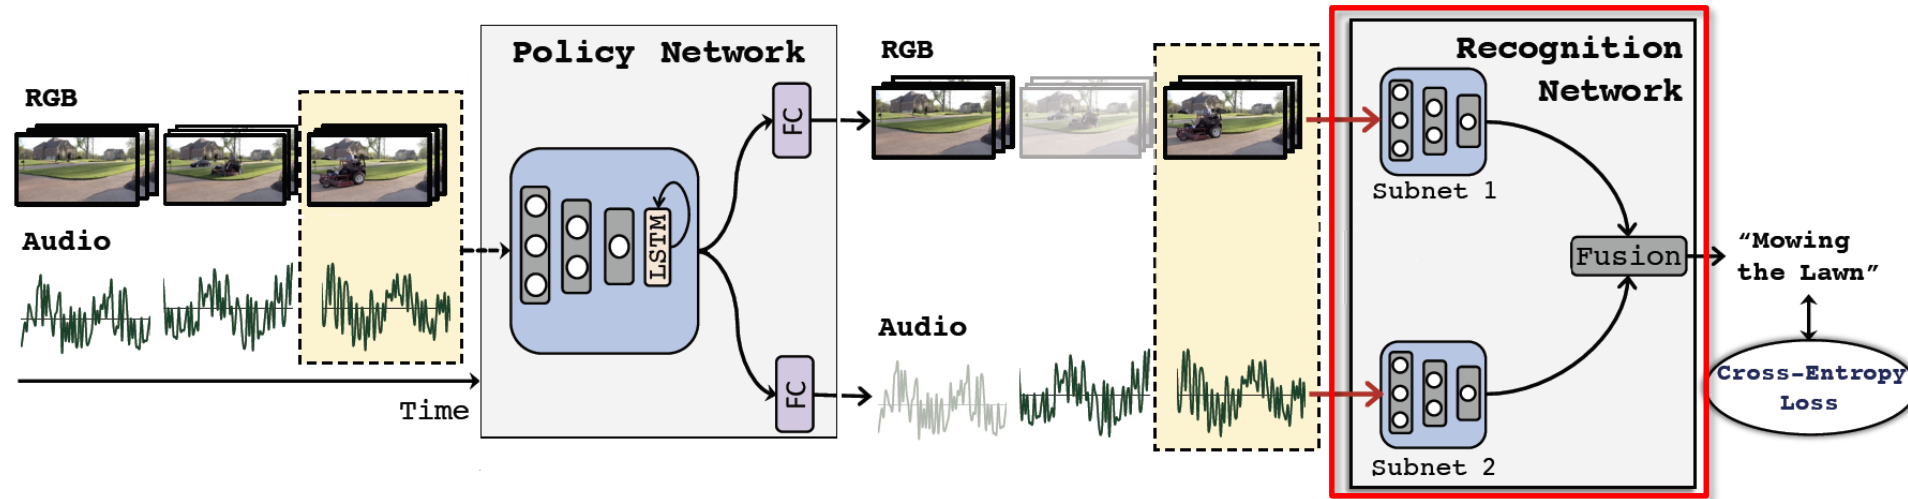 RGB
Audio
Time
Policy Network
LSTM
FC
FC
RGB
Audio
Recognition
Network
Subnet 1
Fusion
Subnet 2
“Mowing
the Lawn”
Cross-Entropy
Loss